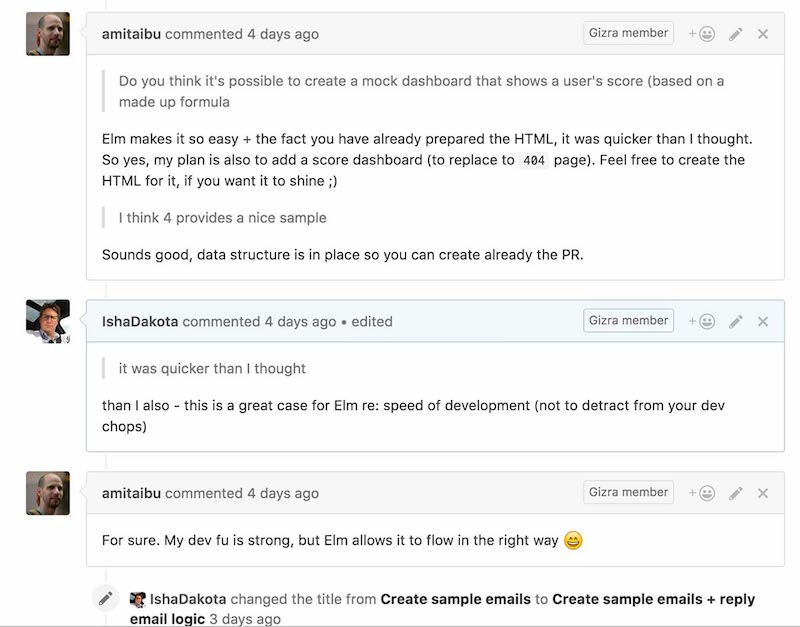 amitaibu commented 4 days ago Gizra member
Do you think it's possible to create a mock dashboard that shows a user's score (based on a
made up formula
Elm makes it so easy + the fact you have already prepared the HTML, it was quicker than I thought.
So yes, my plan is also to add a score dashboard (to replace to 404 page). Feel free to create the
HTML for it, if you want it to shine ;)
I think 4 provides a nice sample
Sounds good, data structure is in place so you can create already the PR.
IshaDakota commented 4 days ago • edited Gizra member
it was quicker than I thought
than I also - this is a great case for Elm re: speed of development (not to detract from your dev
chops)
amitaibu commented 4 days ago Gizra member
For sure. My dev fu is strong, but Elm allows it to flow in the right way 😄
IshaDakota changed the title from Create sample emails to Create sample emails + reply
email logic 3 days ago